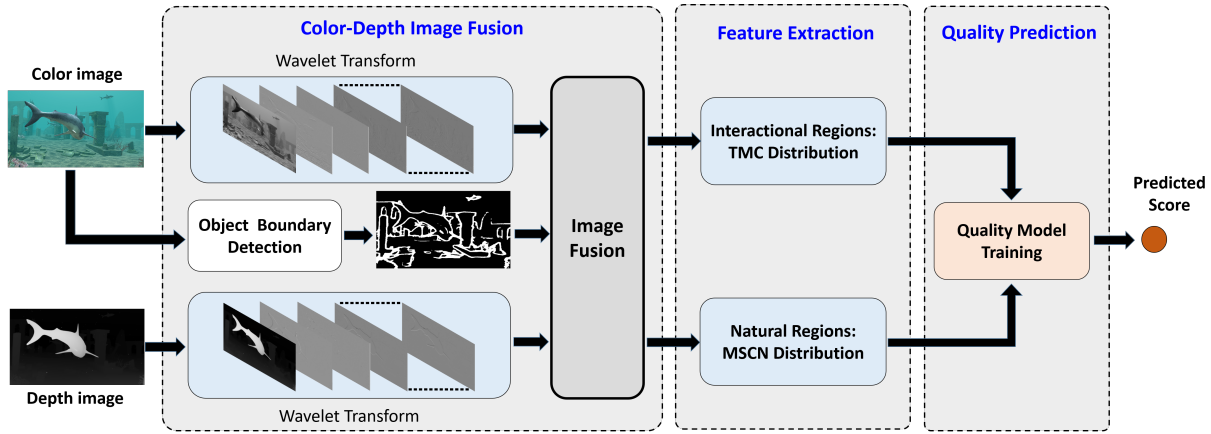 Color-Depth Image Fusion
Feature Extraction
Quality Prediction
Wavelet Transform
Color image
Interactional Regions:
TMC Distribution
Object Boundary
Detection
Image
Fusion
Quality Model
Training
Predicted
Score
Natural Regions:
MSCN Distribution
Depth image
Wavelet Transform